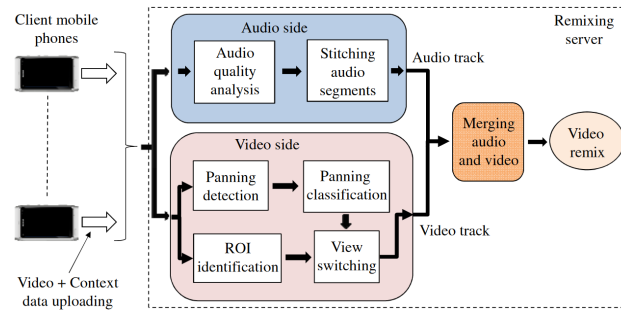 Client mobile
phones
Video + Context
data uploading
Remixing
server
Audio side
Audio
quality
analysis
Stitching
audio
segments
Audio track
Video side
Panning
detection
Panning
classification
ROI
identification
View
switching
Video track
Merging
audio
and video
Video
remix